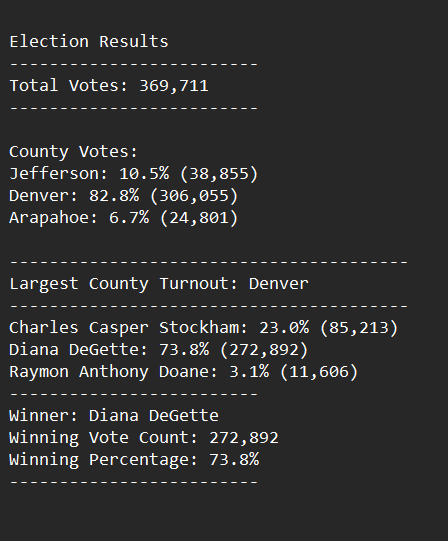 Election Results
-------------------------
Total Votes: 369,711
-------------------------
County Votes:
Jefferson: 10.5% (38,855)
Denver: 82.8% (306,055)
Arapahoe: 6.7% (24,801)
----------------------------------------
Largest County Turnout: Denver
----------------------------------------
Charles Casper Stockham: 23.0% (85,213)
Diana DeGette: 73.8% (272,892)
Raymon Anthony Doane: 3.1% (11,606)
-------------------------
Winner: Diana DeGette
Winning Vote Count: 272,892
Winning Percentage: 73.8%
-------------------------